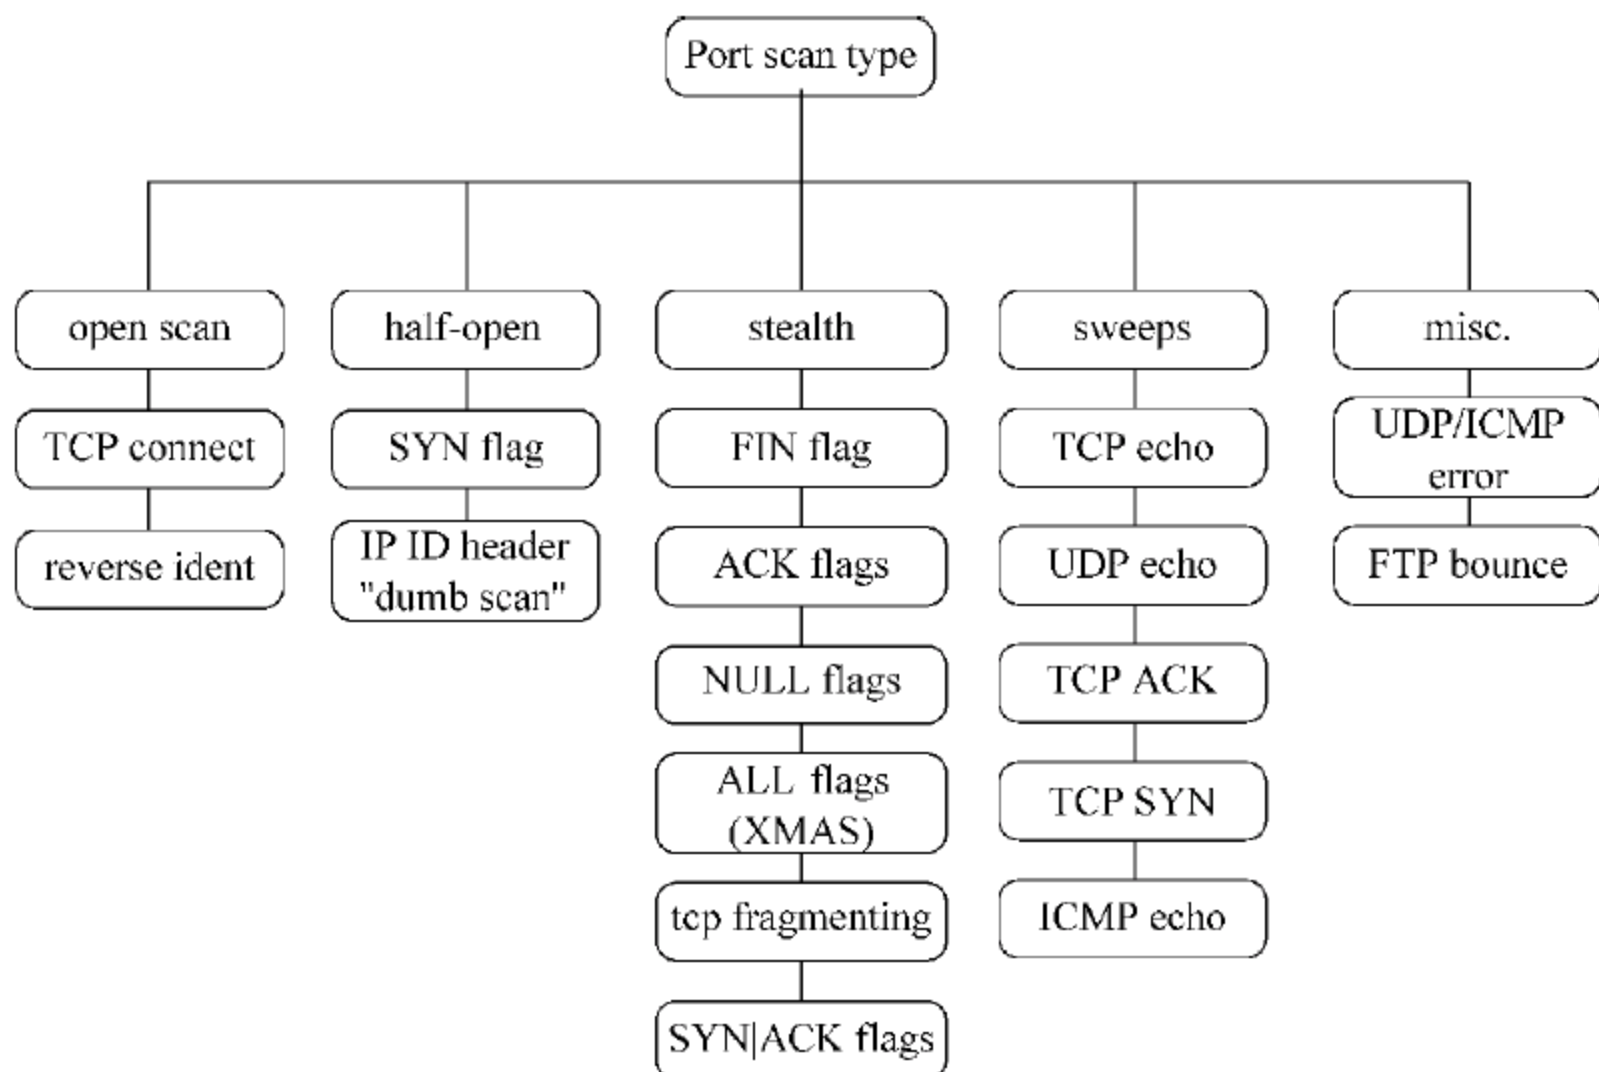 Port scan type
open scan
TCP connect
reverse ident
half-open
SYN flag
IP ID header
"dumb scan"
stealth
FIN flag
ACK flags
NULL flags
ALL flags
(XMAS)
tcp fragmenting
SYN|ACK flags
sweeps
TCP echo
UDP echo
TCP ACK
TCP SYN
ICMP echo
misc.
UDP/ICMP
error
FTP bounce